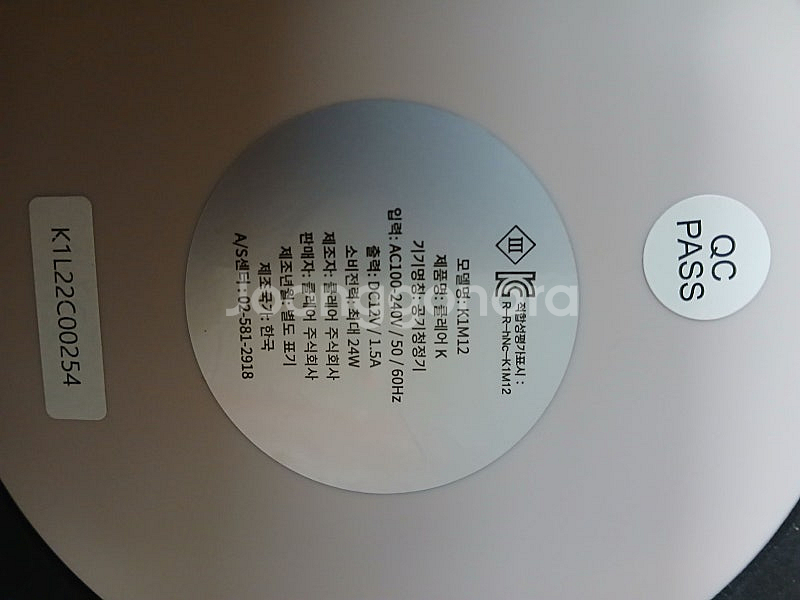 QC
PASS
III
적합성평가표시 :
R-R-hNc-K1M12
모델명: K1M12
제품명: 클레어 K
기기명칭: 공기청정기
입력: AC100-240V / 50 / 60Hz
출력: DC12V / 1.5A
소비전력: 최대 24W
제조자: 클레어 주식회사
판매자: 클레어 주식회사
제조년월: 별도 표기
제조국가: 한국
A/S센터: 02-581-2918
K1L22C00254
joonggonara